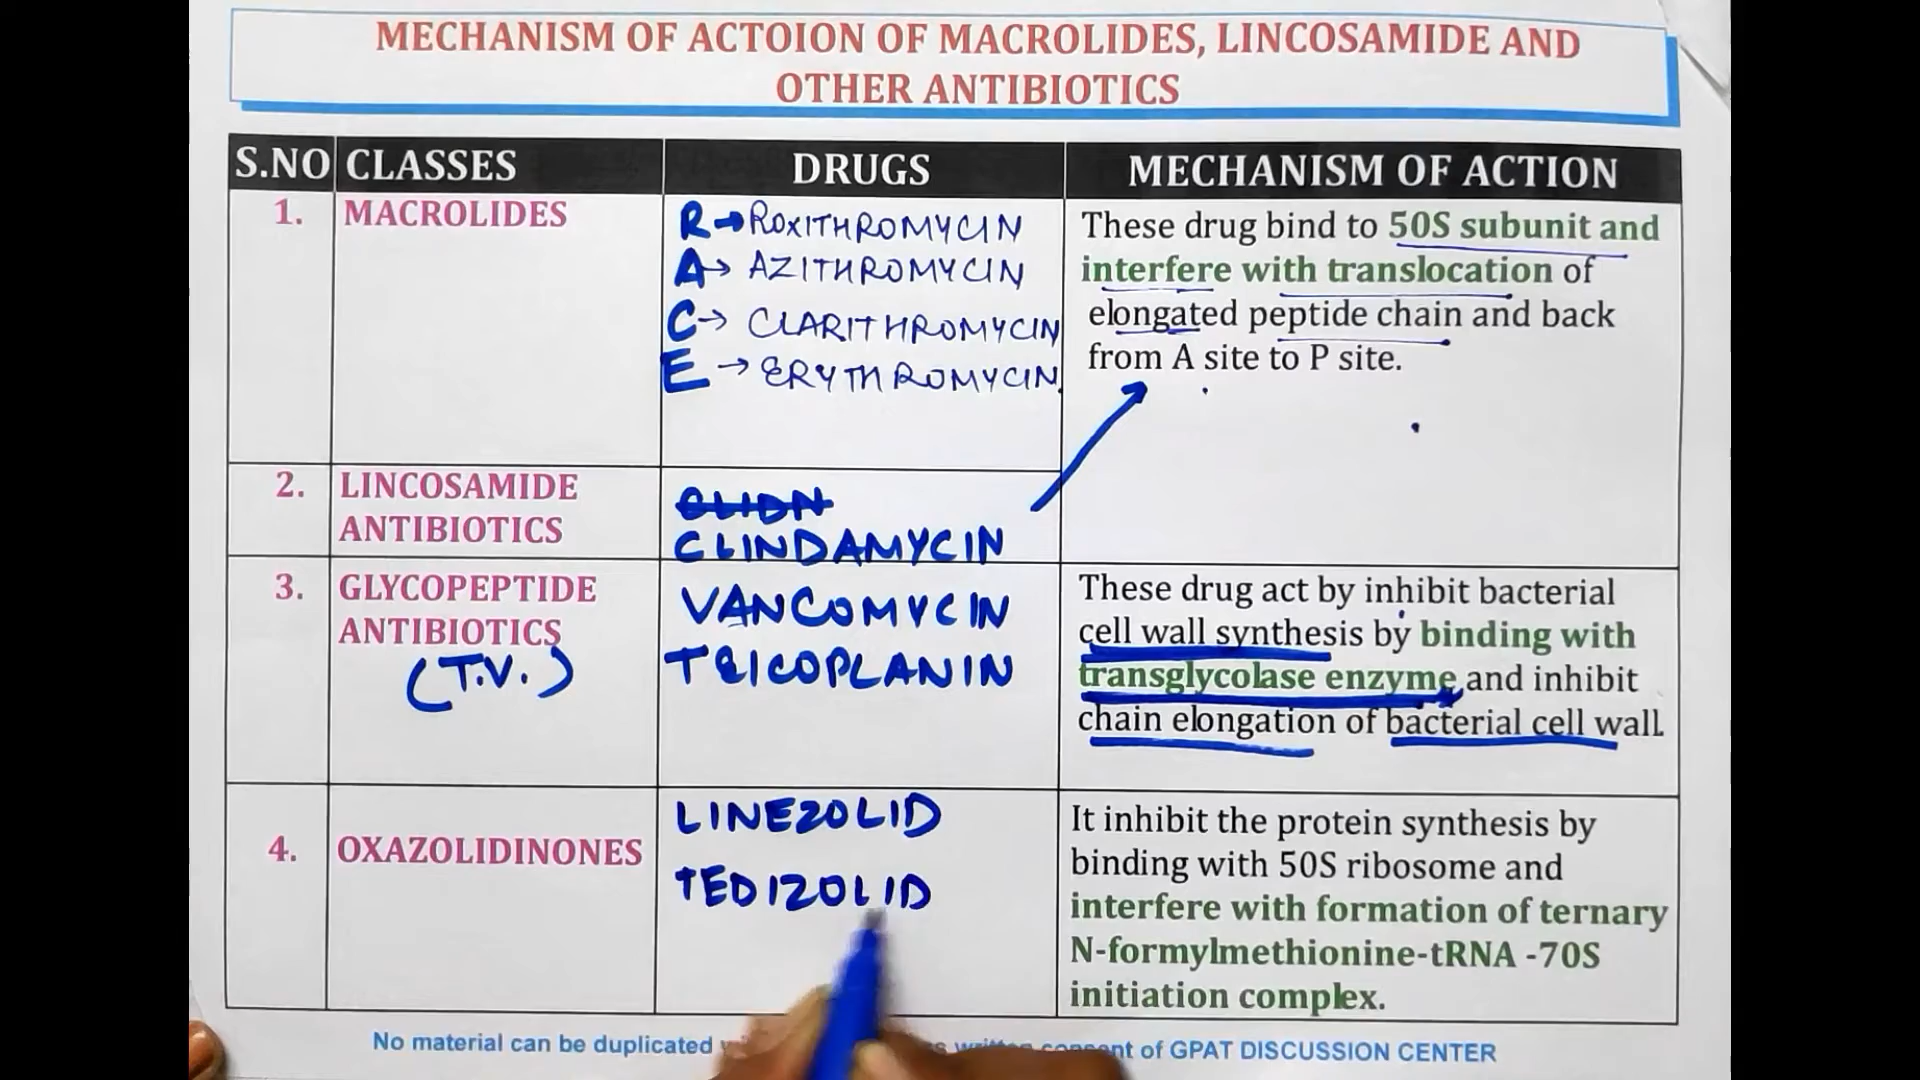 MECHANISM OF ACTOION OF MACROLIDES, LINCOSAMIDE AND
OTHER ANTIBIOTICS
S.NO CLASSES DRUGS MECHANISM OF ACTION
1. MACROLIDES
R→ROXITHROMYCIN
A→ AZITHROMYCIN
C→ CLARITHROMYCIN
E→ERYTHROMYCIN
These drug bind to 50S subunit and
interfere with translocation of
elongated peptide chain and back
from A site to P site.
2. LINCOSAMIDE
ANTIBIOTICS
CLINDAMYCIN
3. GLYCOPEPTIDE
ANTIBIOTICS
(T.V.)
VANCOMYCIN
TEICOPLANIN
These drug act by inhibit bacterial
cell wall synthesis by binding with
transglycolase enzyme and inhibit
chain elongation of bacterial cell wall.
4. OXAZOLIDINONES
LINEZOLID
TEDIZOLID
It inhibit the protein synthesis by
binding with 50S ribosome and
interfere with formation of ternary
N-formylmethionine-tRNA -70S
initiation complex.
No material can be duplicated written consent of GPAT DISCUSSION CENTER